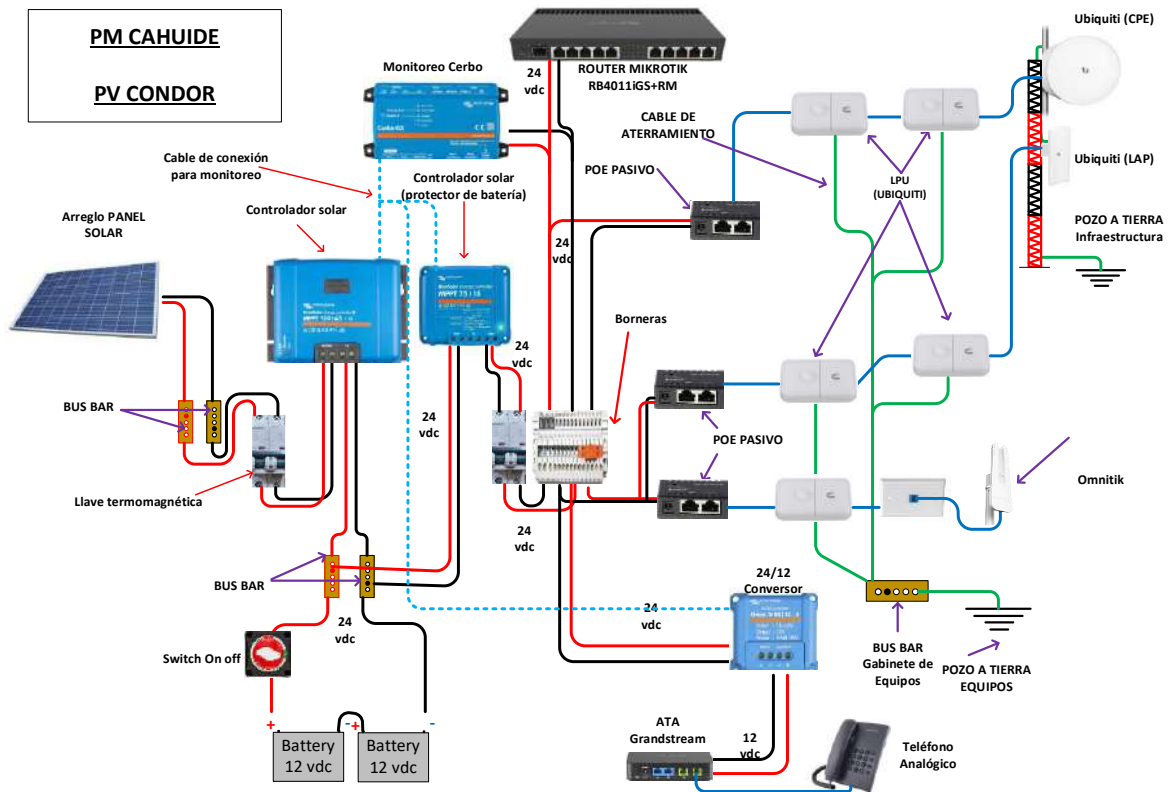 PM CAHUIDE
PV CONDOR
ROUTER MIKROTIK
RB4011iGS+RM
24
vdc
Monitoreo Cerbo
Cable de conexión
para monitoreo
Controlador solar
(protector de batería)
Controlador solar
Arreglo PANEL
SOLAR
MPPT
MPPT
CABLE DE
ATERRAMIENTO
POE PASIVO
LPU
(UBIQUITI)
Ubiquiti (CPE)
Ubiquiti (LAP)
POZO A TIERRA
Infraestructura
24
vdc
24
vdc
24
vdc
Borneras
BUS BAR
Llave termomagnética
POE PASIVO
Omnitik
24
vdc
BUS BAR
24
vdc
Switch On off
24
vdc
24/12
Conversor
BUS BAR
Gabinete de
Equipos
POZO A TIERRA
EQUIPOS
+
-
+
-
Battery
12 vdc
Battery
12 vdc
ATA
Grandstream
12
vdc
Teléfono
Analógico